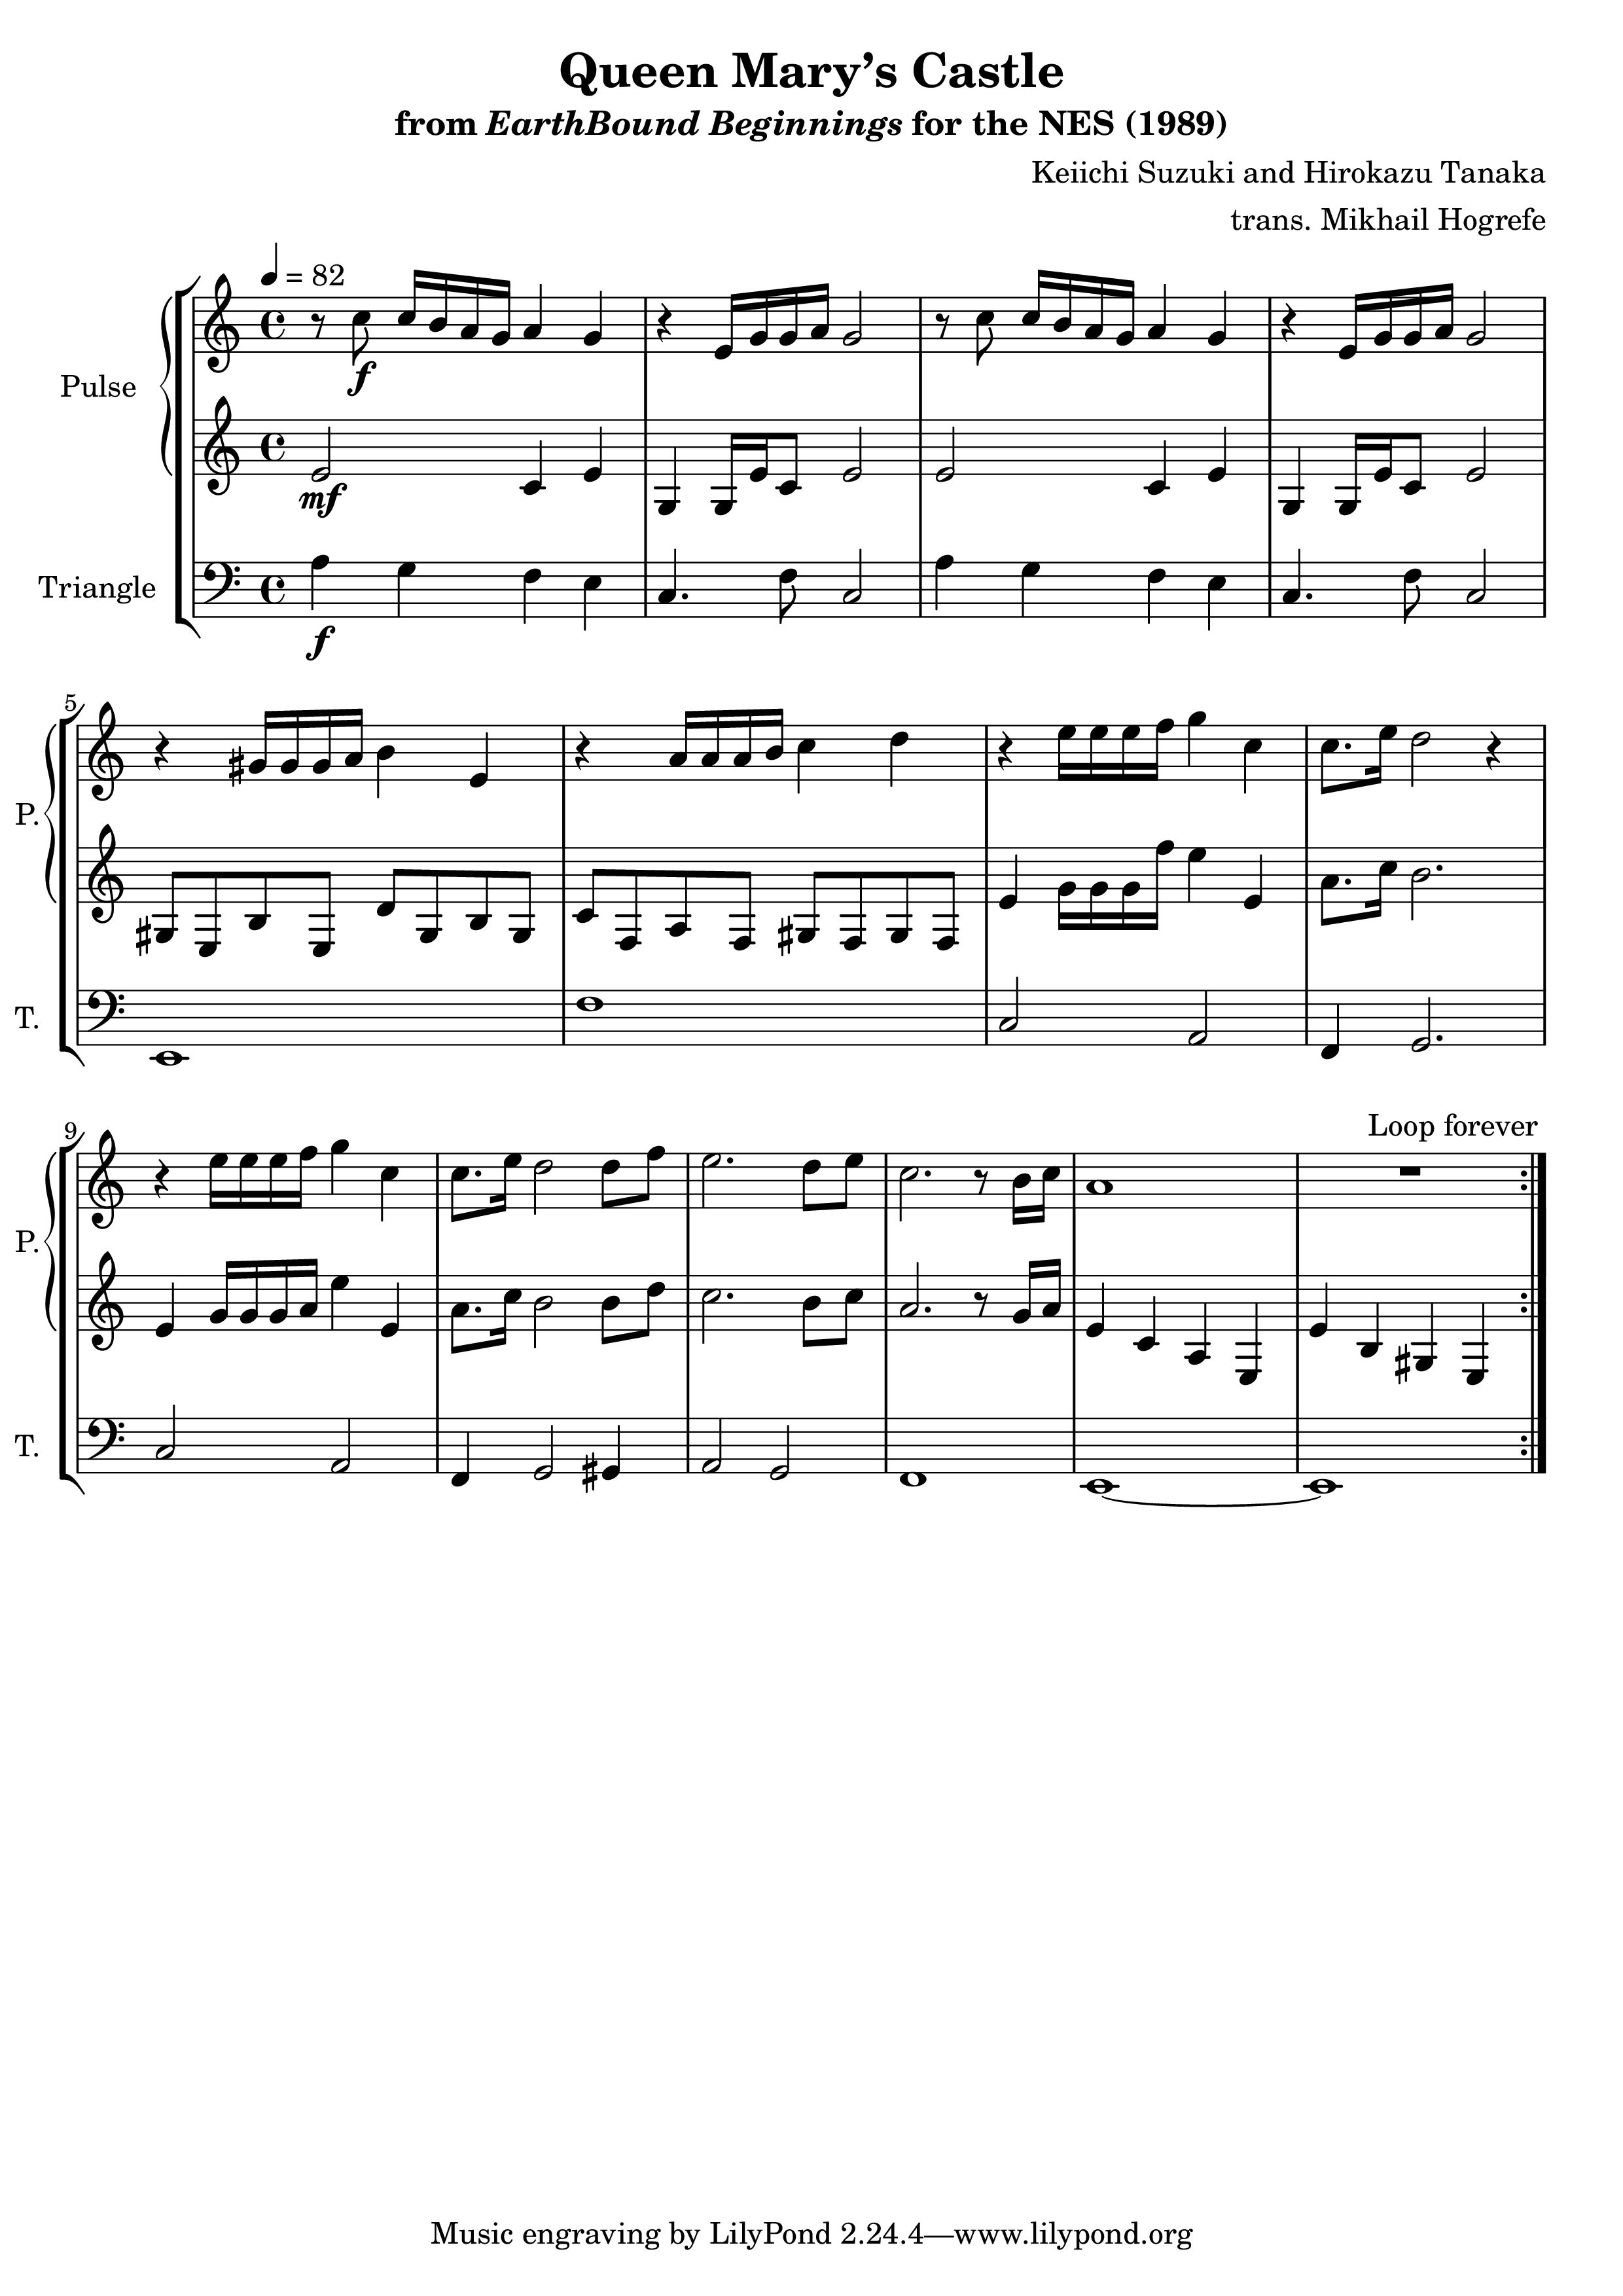 Queen Mary’s Castle
from EarthBound Beginnings for the NES (1989)
Keiichi Suzuki and Hirokazu Tanaka
trans. Mikhail Hogrefe
= 82
Pulse
f
mf
Triangle
f
5
P.
T.
9
Loop forever
P.
T.
Music engraving by LilyPond 2.24.4—www.lilypond.org